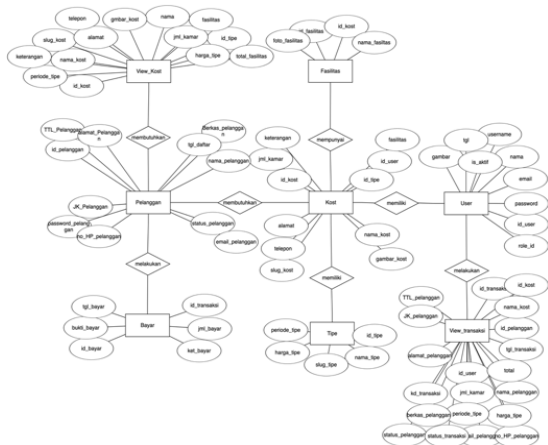 telepon
gmbar_kost
nama
fasilitas
slug_kost
alamat
jml_kamar
id_tipe
keterangan
nama_kost
View_Kost
harga_tipe
total_fasilitas
periode_tipe
id_kost
id_kost
foto_fasilitas
nama_fasilitas
Fasilitas
membutuhkan
mempunyai
TTL_Pelanggan
Alamat_Pelanggan
n
id_pelanggan
Berkas_pelangga
n
tgl_daftar
nama_pelanggan
keterangan
fasilitas
jml_kamar
id_user
id_kost
id_tipe
tgl
username
gambar
is_aktif
nama
email
password
id_user
role_id
Pelanggan
membutuhkan
Kost
memiliki
User
JK_Pelanggan
password_pelang
gan
no_HP_pelanggan
status_pelanggan
email_pelanggan
alamat
telepon
slug_kost
nama_kost
gambar_kost
melakukan
memiliki
melakukan
tgl_bayar
id_transaksi
bukti_bayar
Bayar
jml_bayar
id_bayar
ket_bayar
periode_tipe
Tipe
id_tipe
harga_tipe
nama_tipe
slug_tipe
TTL_pelanggan
id_transaksi
id_kost
JK_pelanggan
nama_kost
View_transaksi
id_pelanggan
alamat_pelanggan
tgl_transaksi
id_user
total
kd_transaksi
jml_kamar
nama_pelanggan
berkas_pelanggan
periode_tipe
harga_tipe
status_pelanggan
status_transaksi
no_HP_pelanggan